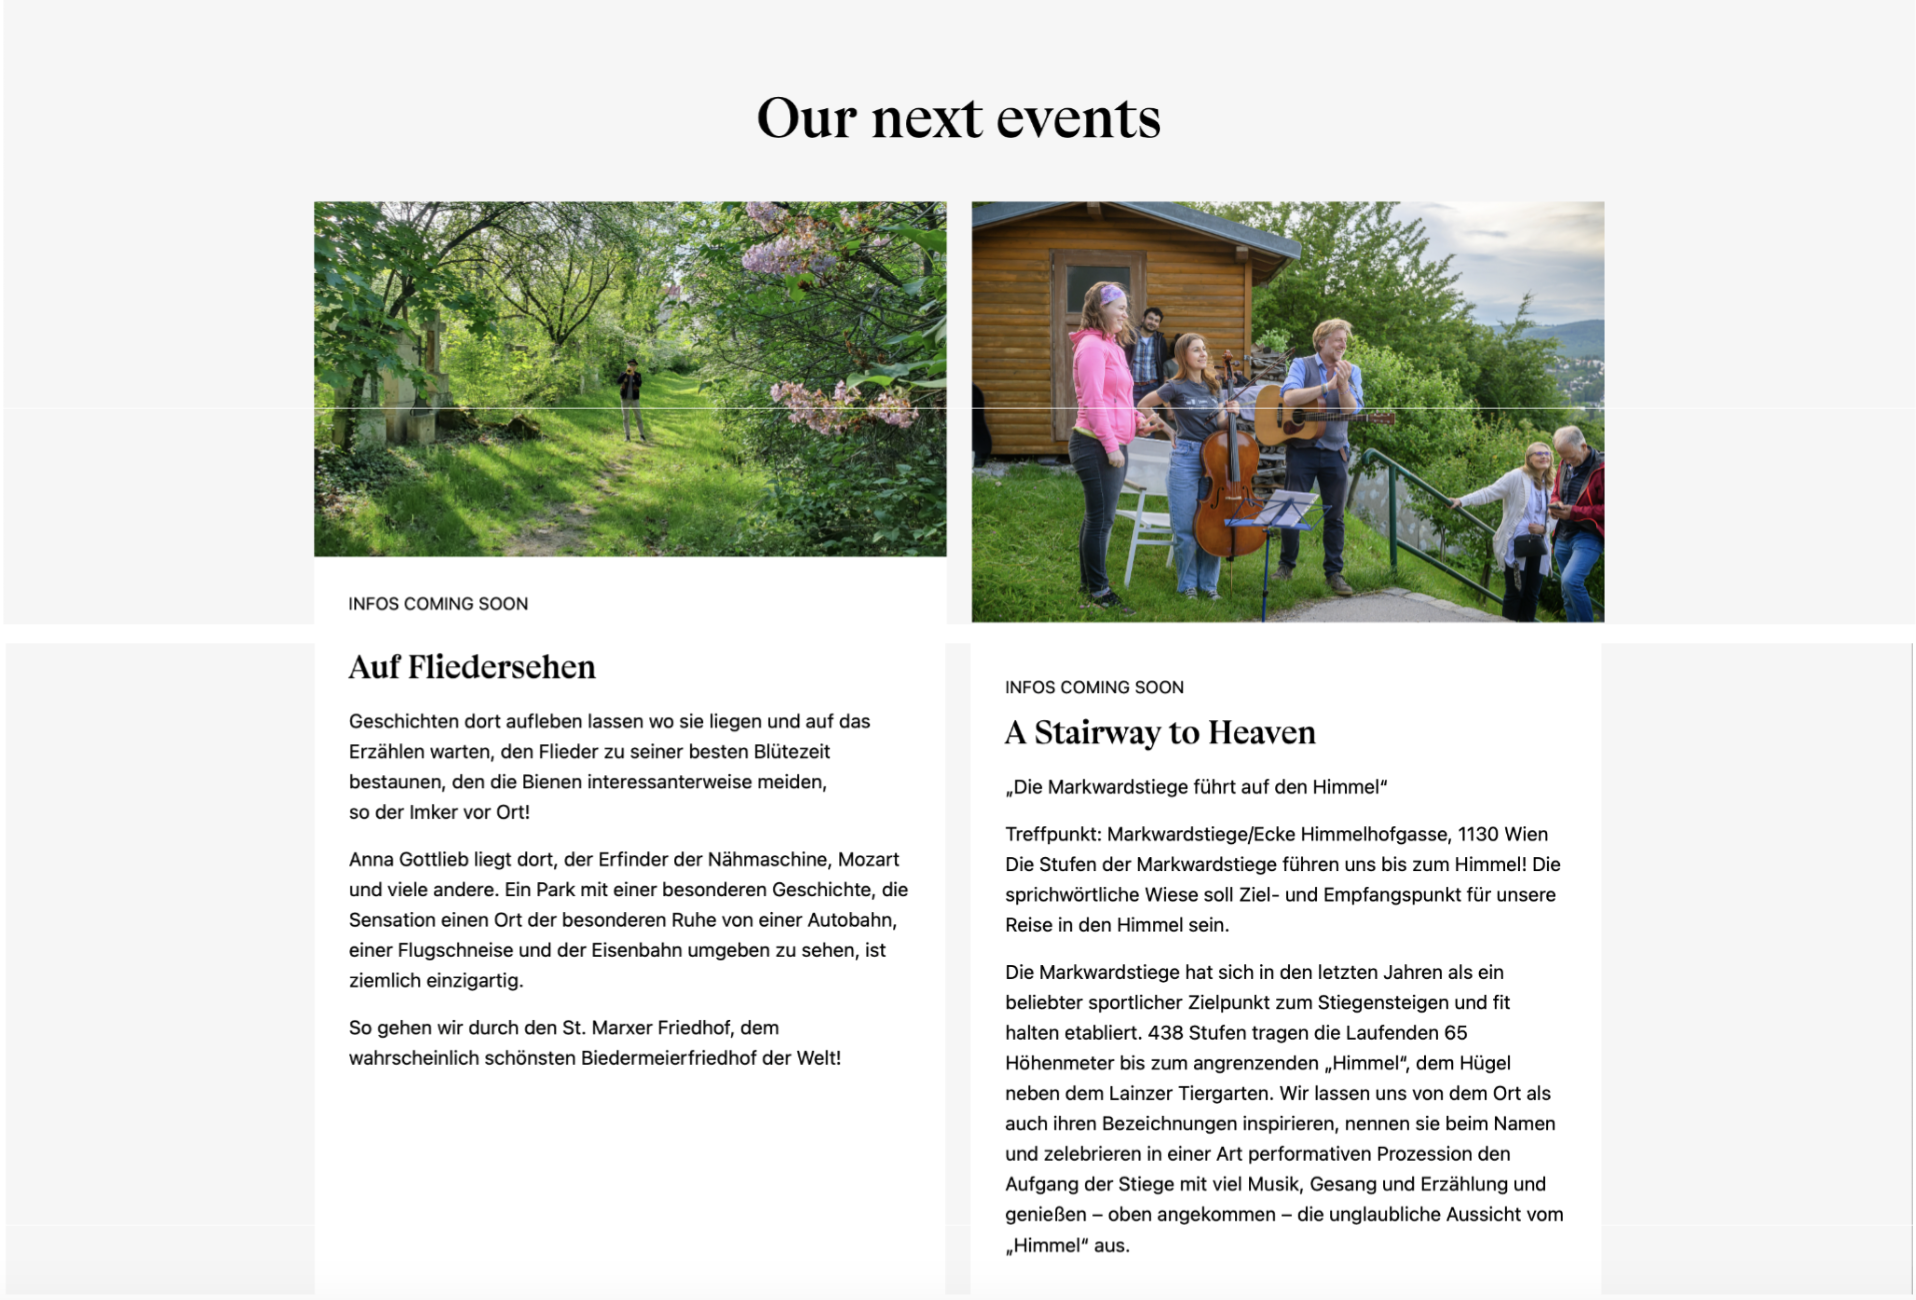 Our next events
INFOS COMING SOON
Auf Fliedersehen
Geschichten dort aufleben lassen wo sie liegen und auf das
Erzählen warten, den Flieder zu seiner besten Blütezeit
bestaunen, den die Bienen interessanterweise meiden,
so der Imker vor Ort!
Anna Gottlieb liegt dort, der Erfinder der Nähmaschine, Mozart
und viele andere. Ein Park mit einer besonderen Geschichte, die
Sensation einen Ort der besonderen Ruhe von einer Autobahn,
einer Flugschneise und der Eisenbahn umgeben zu sehen, ist
ziemlich einzigartig.
So gehen wir durch den St. Marxer Friedhof, dem
wahrscheinlich schönsten Biedermeierfriedhof der Welt!
INFOS COMING SOON
A Stairway to Heaven
„Die Markwardstiege führt auf den Himmel“
Treffpunkt: Markwardstiege/Ecke Himmelhofgasse, 1130 Wien
Die Stufen der Markwardstiege führen uns bis zum Himmel! Die
sprichwörtliche Wiese soll Ziel- und Empfangspunkt für unsere
Reise in den Himmel sein.
Die Markwardstiege hat sich in den letzten Jahren als ein
beliebter sportlicher Zielpunkt zum Stiegensteigen und fit
halten etabliert. 438 Stufen tragen die Laufenden 65
Höhenmeter bis zum angrenzenden „Himmel“, dem Hügel
neben dem Lainzer Tiergarten. Wir lassen uns von dem Ort als
auch ihren Bezeichnungen inspirieren, nennen sie beim Namen
und zelebrieren in einer Art performativen Prozession den
Aufgang der Stiege mit viel Musik, Gesang und Erzählung und
genießen – oben angekommen – die unglaubliche Aussicht vom
„Himmel“ aus.